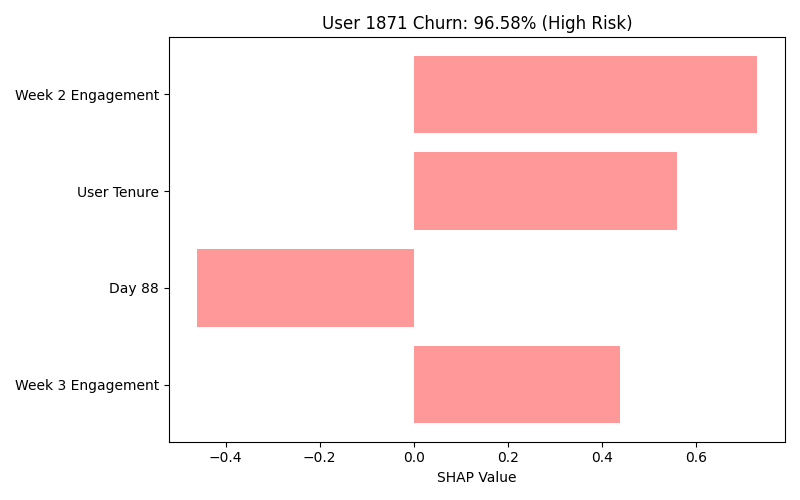 User 1871 Churn: 96.58% (High Risk)
Week 2 Engagement
User Tenure
Day 88
Week 3 Engagement
−0.4 −0.2 0.0 0.2 0.4 0.6
SHAP Value